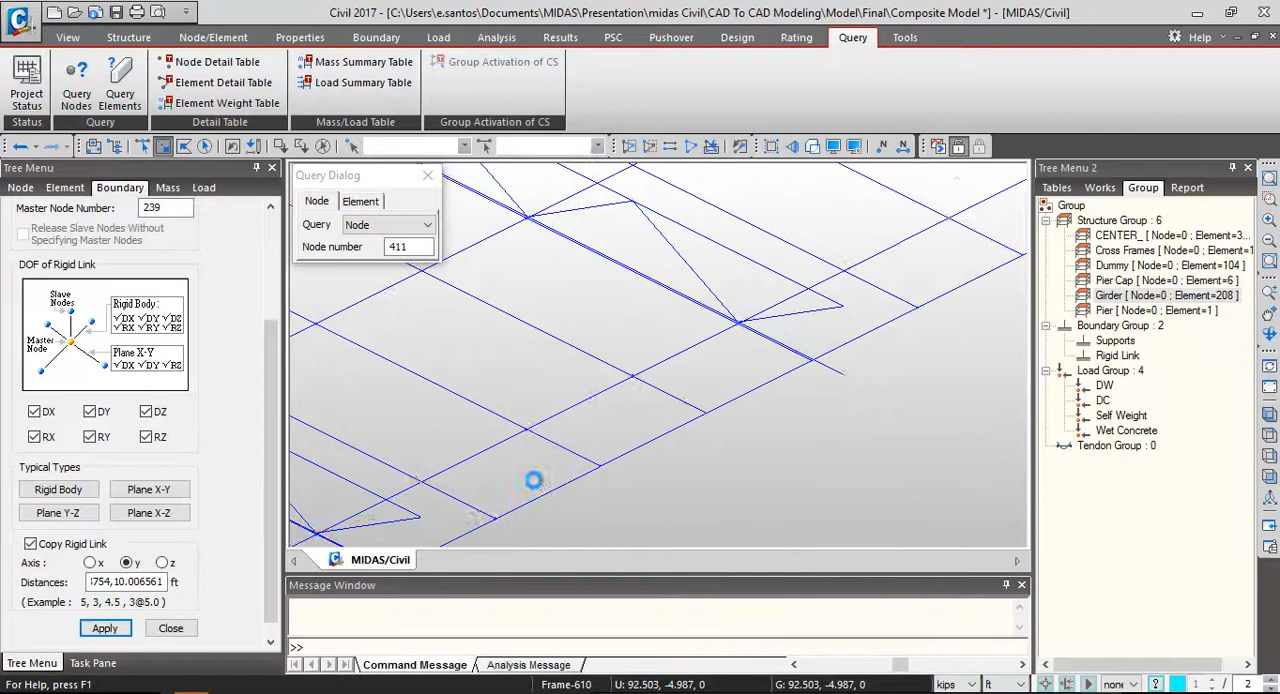 Civil 2017 - [C:\Users\e.santos\Documents\MIDAS\Presentation\midas Civil\CAD To CAD Modeling\Model\Final\Composite Model *] - [MIDAS/Civil]
View Structure Node/Element Properties Boundary Load Analysis Results PSC Pushover Design Rating Query Tools Help
Project Status
Query Nodes
Query Elements
Node Detail Table
Element Detail Table
Element Weight Table
Mass Summary Table
Load Summary Table
Group Activation of CS
Status Query Detail Table Mass/Load Table Group Activation of CS
Tree Menu
Node Element Boundary Mass Load
Master Node Number: 239
Release Slave Nodes Without Specifying Master Nodes
DOF of Rigid Link
Slave Nodes
Rigid Body :
√DX √DY √DZ
√RX √RY √RZ
Master Node
Plane X-Y
√DX √DY √RZ
DX DY DZ
RX RY RZ
Typical Types
Rigid Body Plane X-Y
Plane Y-Z Plane X-Z
Copy Rigid Link
Axis : x y z
Distances: !754,10.006561 ft
(Example : 5, 3, 4.5 , 3@5.0 )
Apply Close
Tree Menu Task Pane
Query Dialog
Node Element
Query Node
Node number 411
MIDAS/Civil
Message Window
>>
Command Message Analysis Message
Tree Menu 2
Tables Works Group Report
Group
Structure Group : 6
CENTER_ [ Node=0 ; Element=3...
Cross Frames [ Node=0 ; Element=1
Dummy [ Node=0 ; Element=104 ]
Pier Cap [ Node=0 ; Element=6 ]
Girder [ Node=0 ; Element=208 ]
Pier [ Node=0 ; Element=1 ]
Boundary Group : 2
Supports
Rigid Link
Load Group : 4
DW
DC
Self Weight
Wet Concrete
Tendon Group : 0
For Help, press F1 Frame-610 U: 92.503, -4.987, 0 G: 92.503, -4.987, 0 kips ft none 1 / 2